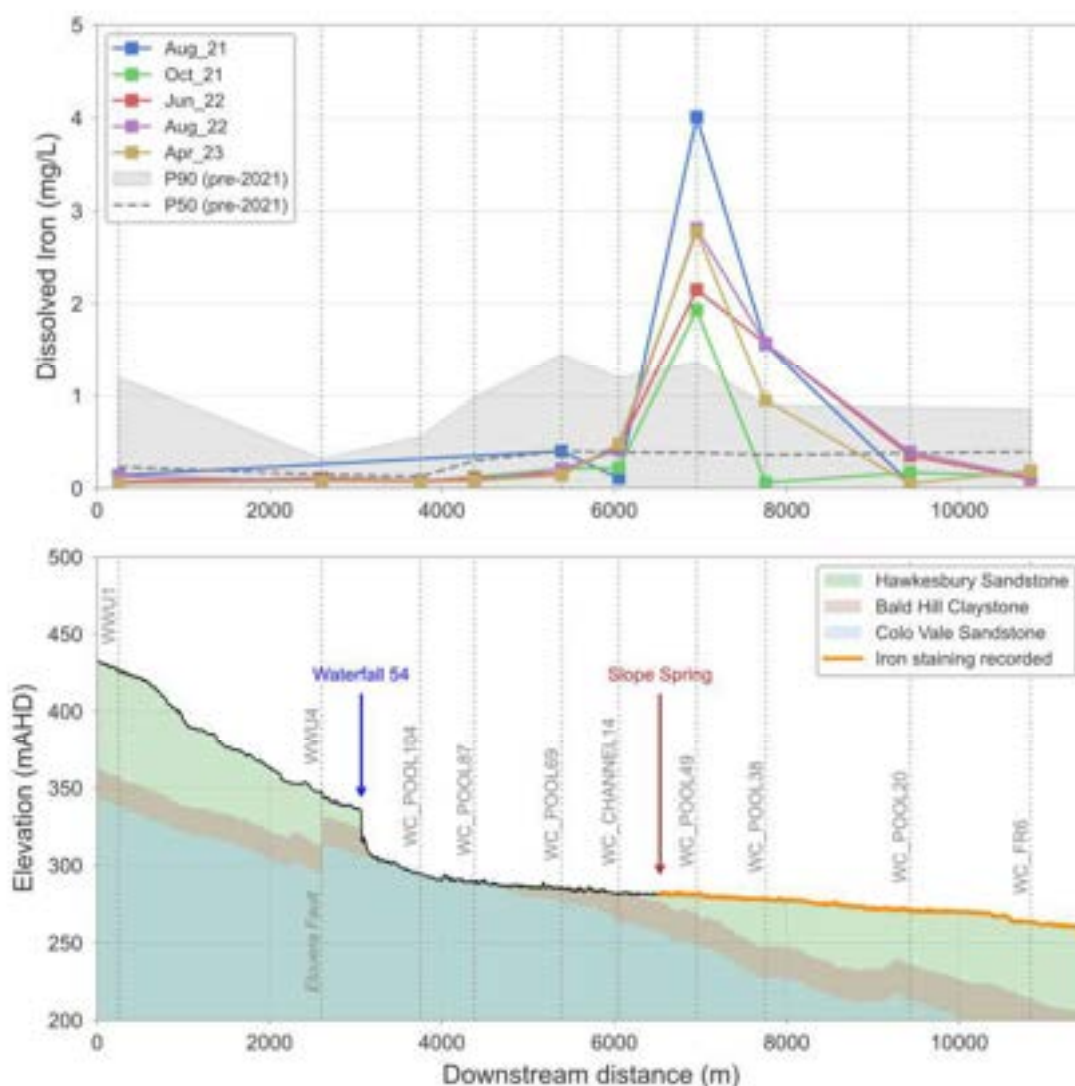 5
4
3
2
1
0
Dissolved Iron (mg/L)
Aug_21
Oct_21
Jun_22
Aug_22
Apr_23
P90 (pre-2021)
P50 (pre-2021)
0 2000 4000 6000 8000 10000
500
450
400
350
300
250
200
Elevation (mAHD)
Hawkesbury Sandstone
Bald Hill Claystone
Colo Vale Sandstone
Iron staining recorded
Waterfall 54
Slope Spring
WWU1
WWU4
WC_POOL104
WC_POOL87
WC_POOL69
WC_CHANNEL14
WC_POOL49
WC_POOL38
WC_POOL20
WC_FR6
0 2000 4000 6000 8000 10000
Downstream distance (m)